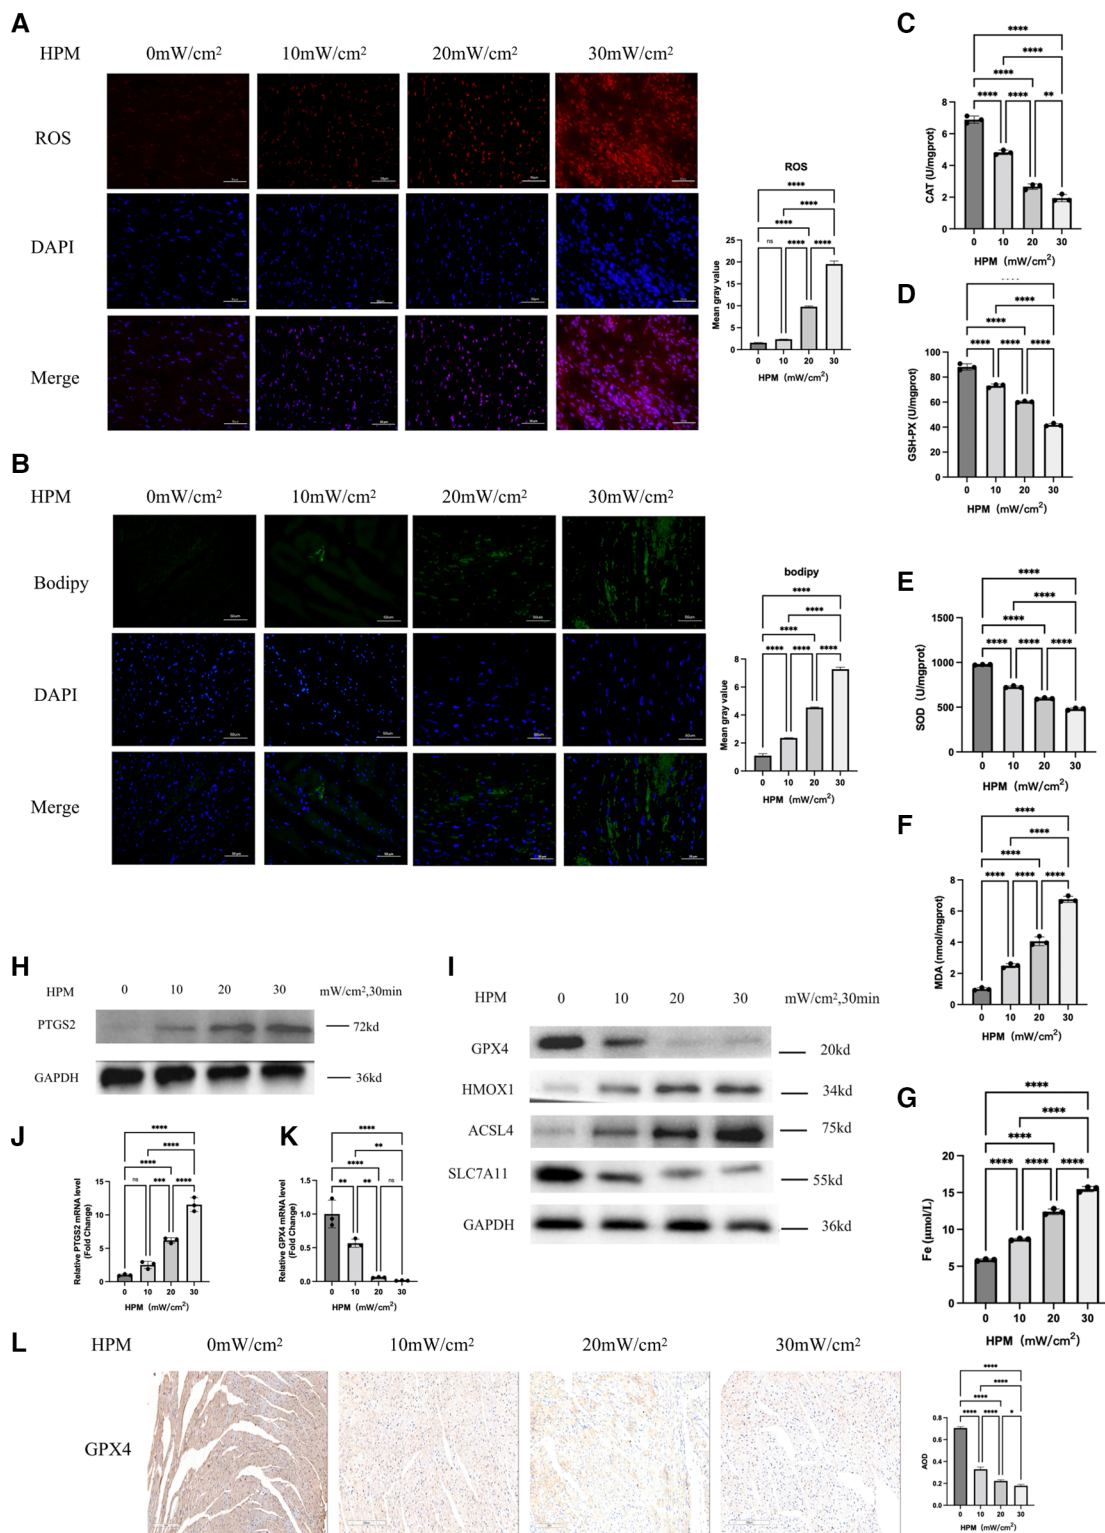 A
HPM 0mW/cm² 10mW/cm² 20mW/cm² 30mW/cm²
ROS
DAPI
Merge
ROS
****
****
****
ns **** ****
Mean gray value
25
20
15
10
5
0
0 10 20 30
HPM (mW/cm²)
B
HPM 0mW/cm² 10mW/cm² 20mW/cm² 30mW/cm²
Bodipy
DAPI
Merge
bodipy
****
****
****
**** **** ****
Mean gray value
8
6
4
2
0
0 10 20 30
HPM (mW/cm²)
C
****
****
****
**** **** **
CAT (U/mgprot)
8
6
4
2
0
0 10 20 30
HPM (mW/cm²)
D
****
****
**** **** ****
GSH-PX (U/mgprot)
100
80
60
40
20
0
0 10 20 30
HPM (mW/cm²)
E
****
****
****
**** **** ****
SOD (U/mgprot)
1500
1000
500
0
0 10 20 30
HPM (mW/cm²)
F
****
****
****
**** **** ****
MDA (nmol/mgprot)
8
6
4
2
0
0 10 20 30
HPM (mW/cm²)
G
****
****
****
**** **** ****
Fe (μmol/L)
20
15
10
5
0
0 10 20 30
HPM (mW/cm²)
H
HPM 0 10 20 30 mW/cm²,30min
PTGS2 72kd
GAPDH 36kd
I
HPM 0 10 20 30 mW/cm²,30min
GPX4 20kd
HMOX1 34kd
ACSL4 75kd
SLC7A11 55kd
GAPDH 36kd
J
****
****
****
ns *** ****
Relative PTGS2 mRNA level
(Fold Change)
15
10
5
0
0 10 20 30
HPM (mW/cm²)
K
****
**
****
** ** ns
Relative GPX4 mRNA level
(Fold Change)
1.5
1.0
0.5
0.0
0 10 20 30
HPM (mW/cm²)
L
HPM 0mW/cm² 10mW/cm² 20mW/cm² 30mW/cm²
GPX4
****
****
****
**** **** *
AOD
0.8
0.6
0.4
0.2
0.0
0 10 20 30
HPM (mW/cm²)